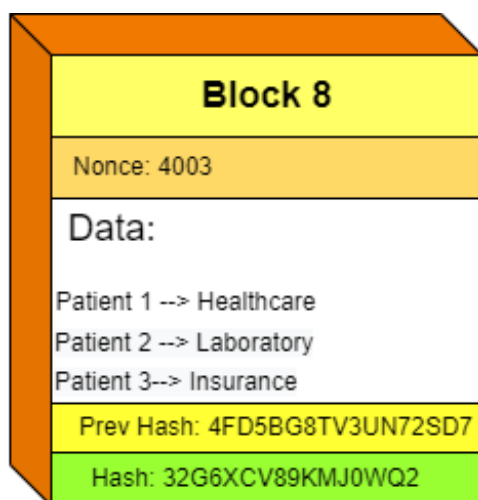 Block 8
Nonce: 4003
Data:
Patient 1 --> Healthcare
Patient 2 --> Laboratory
Patient 3--> Insurance
Prev Hash: 4FD5BG8TV3UN72SD7
Hash: 32G6XCV89KMJ0WQ2